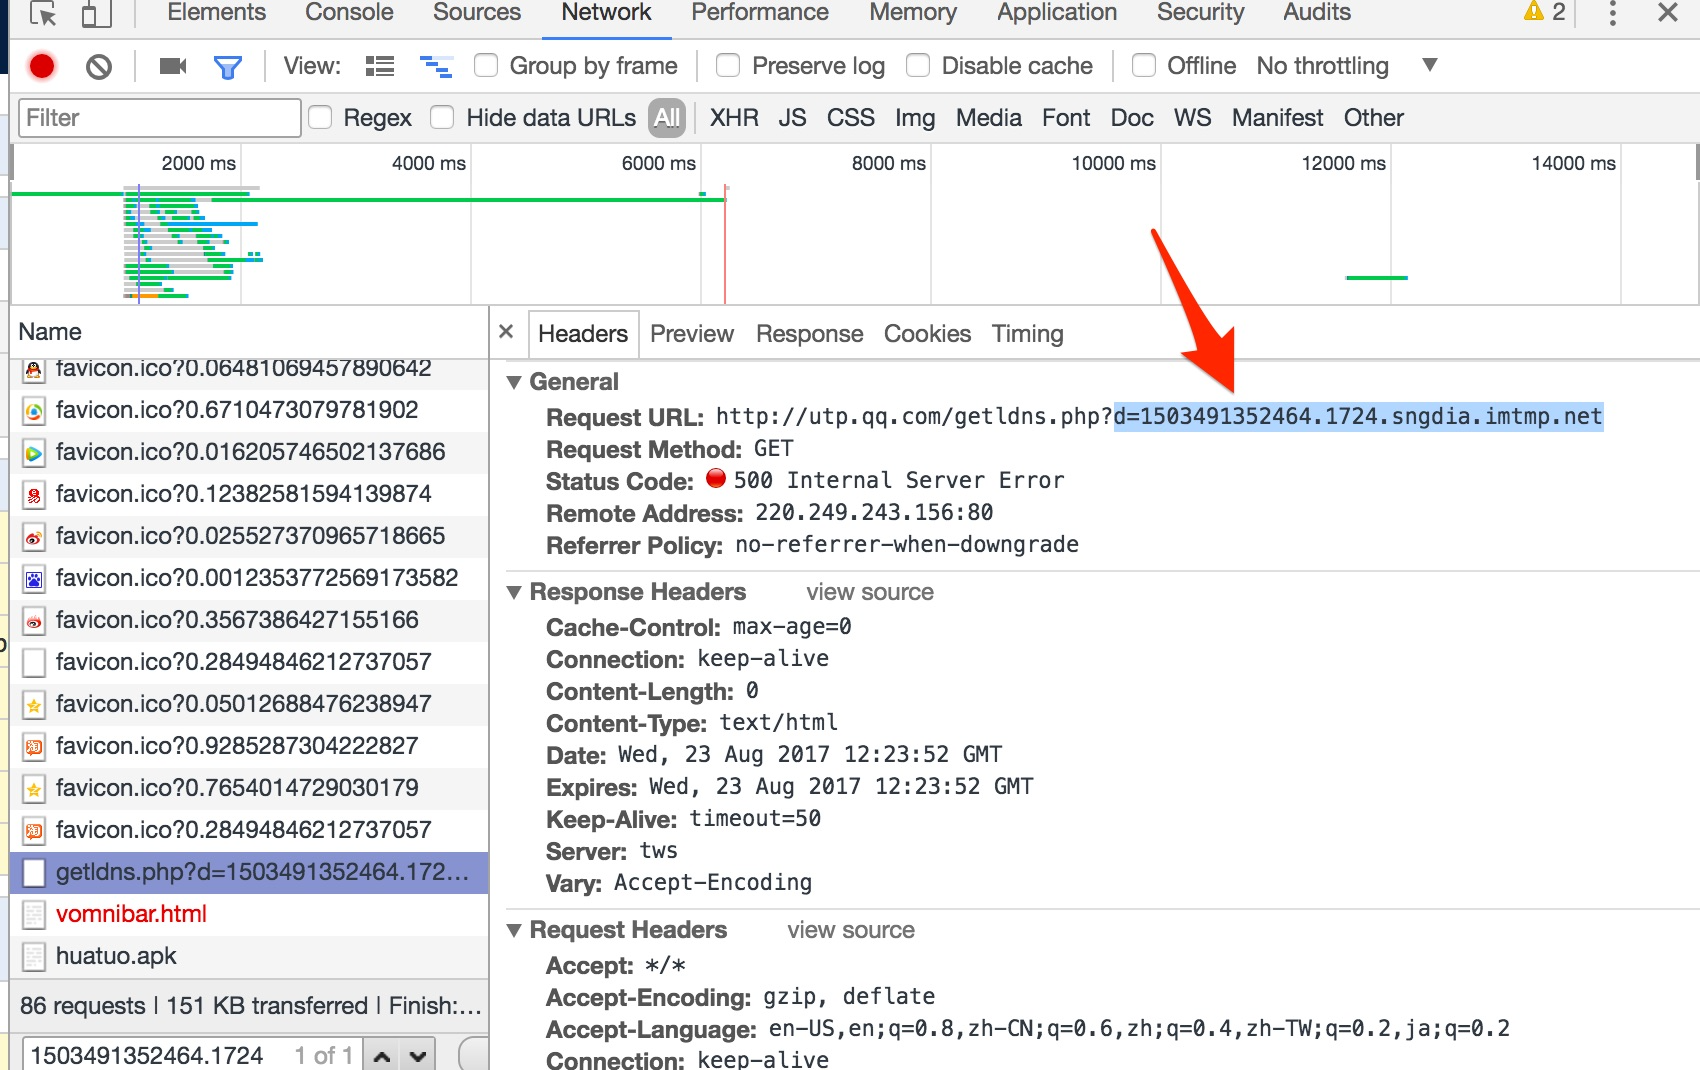 Elements Console Sources Network Performance Memory Application Security Audits 2
View: Group by frame Preserve log Disable cache Offline No throttling
Filter Regex Hide data URLs All XHR JS CSS Img Media Font Doc WS Manifest Other
2000 ms 4000 ms 6000 ms 8000 ms 10000 ms 12000 ms 14000 ms
Name
favicon.ico?0.06481069457890642
favicon.ico?0.6710473079781902
favicon.ico?0.016205746502137686
favicon.ico?0.12382581594139874
favicon.ico?0.025527370965718665
favicon.ico?0.0012353772569173582
favicon.ico?0.3567386427155166
favicon.ico?0.28494846212737057
favicon.ico?0.05012688476238947
favicon.ico?0.9285287304222827
favicon.ico?0.7654014729030179
favicon.ico?0.28494846212737057
getldns.php?d=1503491352464.172...
vomnibar.html
huatuo.apk
86 requests | 151 KB transferred | Finish:...
1503491352464.1724 1 of 1
Headers Preview Response Cookies Timing
General
Request URL: http://utp.qq.com/getldns.php?d=1503491352464.1724.sngdia.imtmp.net
Request Method: GET
Status Code: 500 Internal Server Error
Remote Address: 220.249.243.156:80
Referrer Policy: no-referrer-when-downgrade
Response Headers view source
Cache-Control: max-age=0
Connection: keep-alive
Content-Length: 0
Content-Type: text/html
Date: Wed, 23 Aug 2017 12:23:52 GMT
Expires: Wed, 23 Aug 2017 12:23:52 GMT
Keep-Alive: timeout=50
Server: tws
Vary: Accept-Encoding
Request Headers view source
Accept: */*
Accept-Encoding: gzip, deflate
Accept-Language: en-US,en;q=0.8,zh-CN;q=0.6,zh;q=0.4,zh-TW;q=0.2,ja;q=0.2
Connection: keep-alive